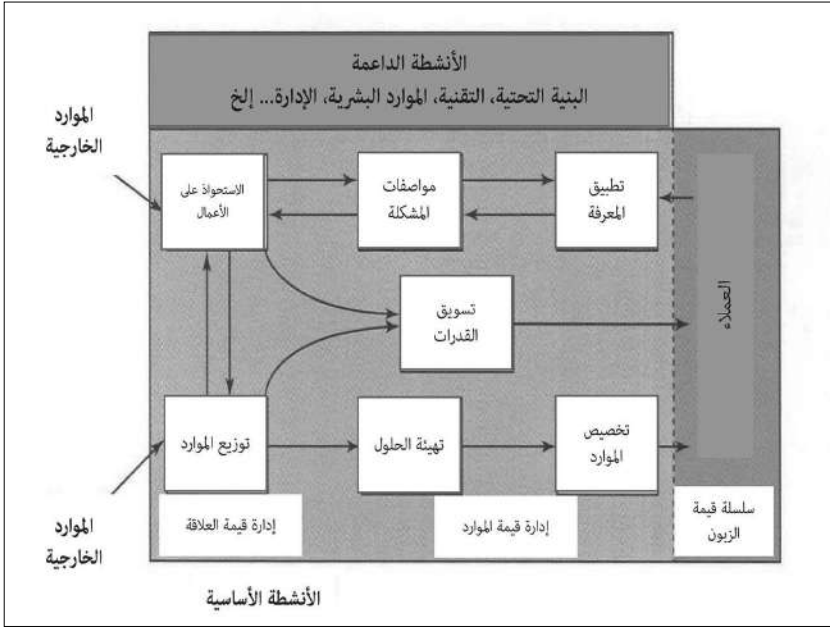 الأنشطة الداعمة
البنية التحتية، التقنية، الموارد البشرية، الإدارة... إلخ
الموارد
الخارجية
الاستحواذ على
الأعمال
مواصفات
المشكلة
تطبيق
المعرفة
العملاء
تسويق
القدرات
توزيع الموارد
تهيئة الحلول
تخصيص
الموارد
الموارد
الخارجية
إدارة قيمة العلاقة
إدارة قيمة الموارد
سلسلة قيمة
الزبون
الأنشطة الأساسية